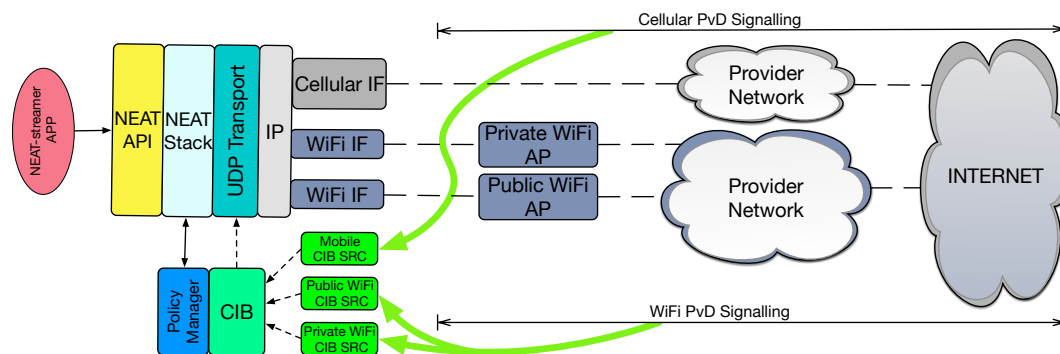 Cellular PvD Signalling
NEAT-streamer
APP
NEAT
API
NEAT
Stack
UDP Transport
IP
Cellular IF
WiFi IF
WiFi IF
Private WiFi
AP
Public WiFi
AP
Provider
Network
Provider
Network
INTERNET
Policy
Manager
CIB
Mobile
CIB SRC
Public WiFi
CIB SRC
Private WiFi
CIB SRC
WiFi PvD Signalling